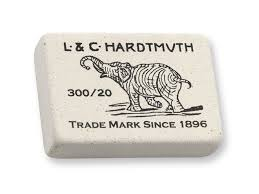 L & C HARDTMUTH
300/20
TRADE MARK SINCE 1896